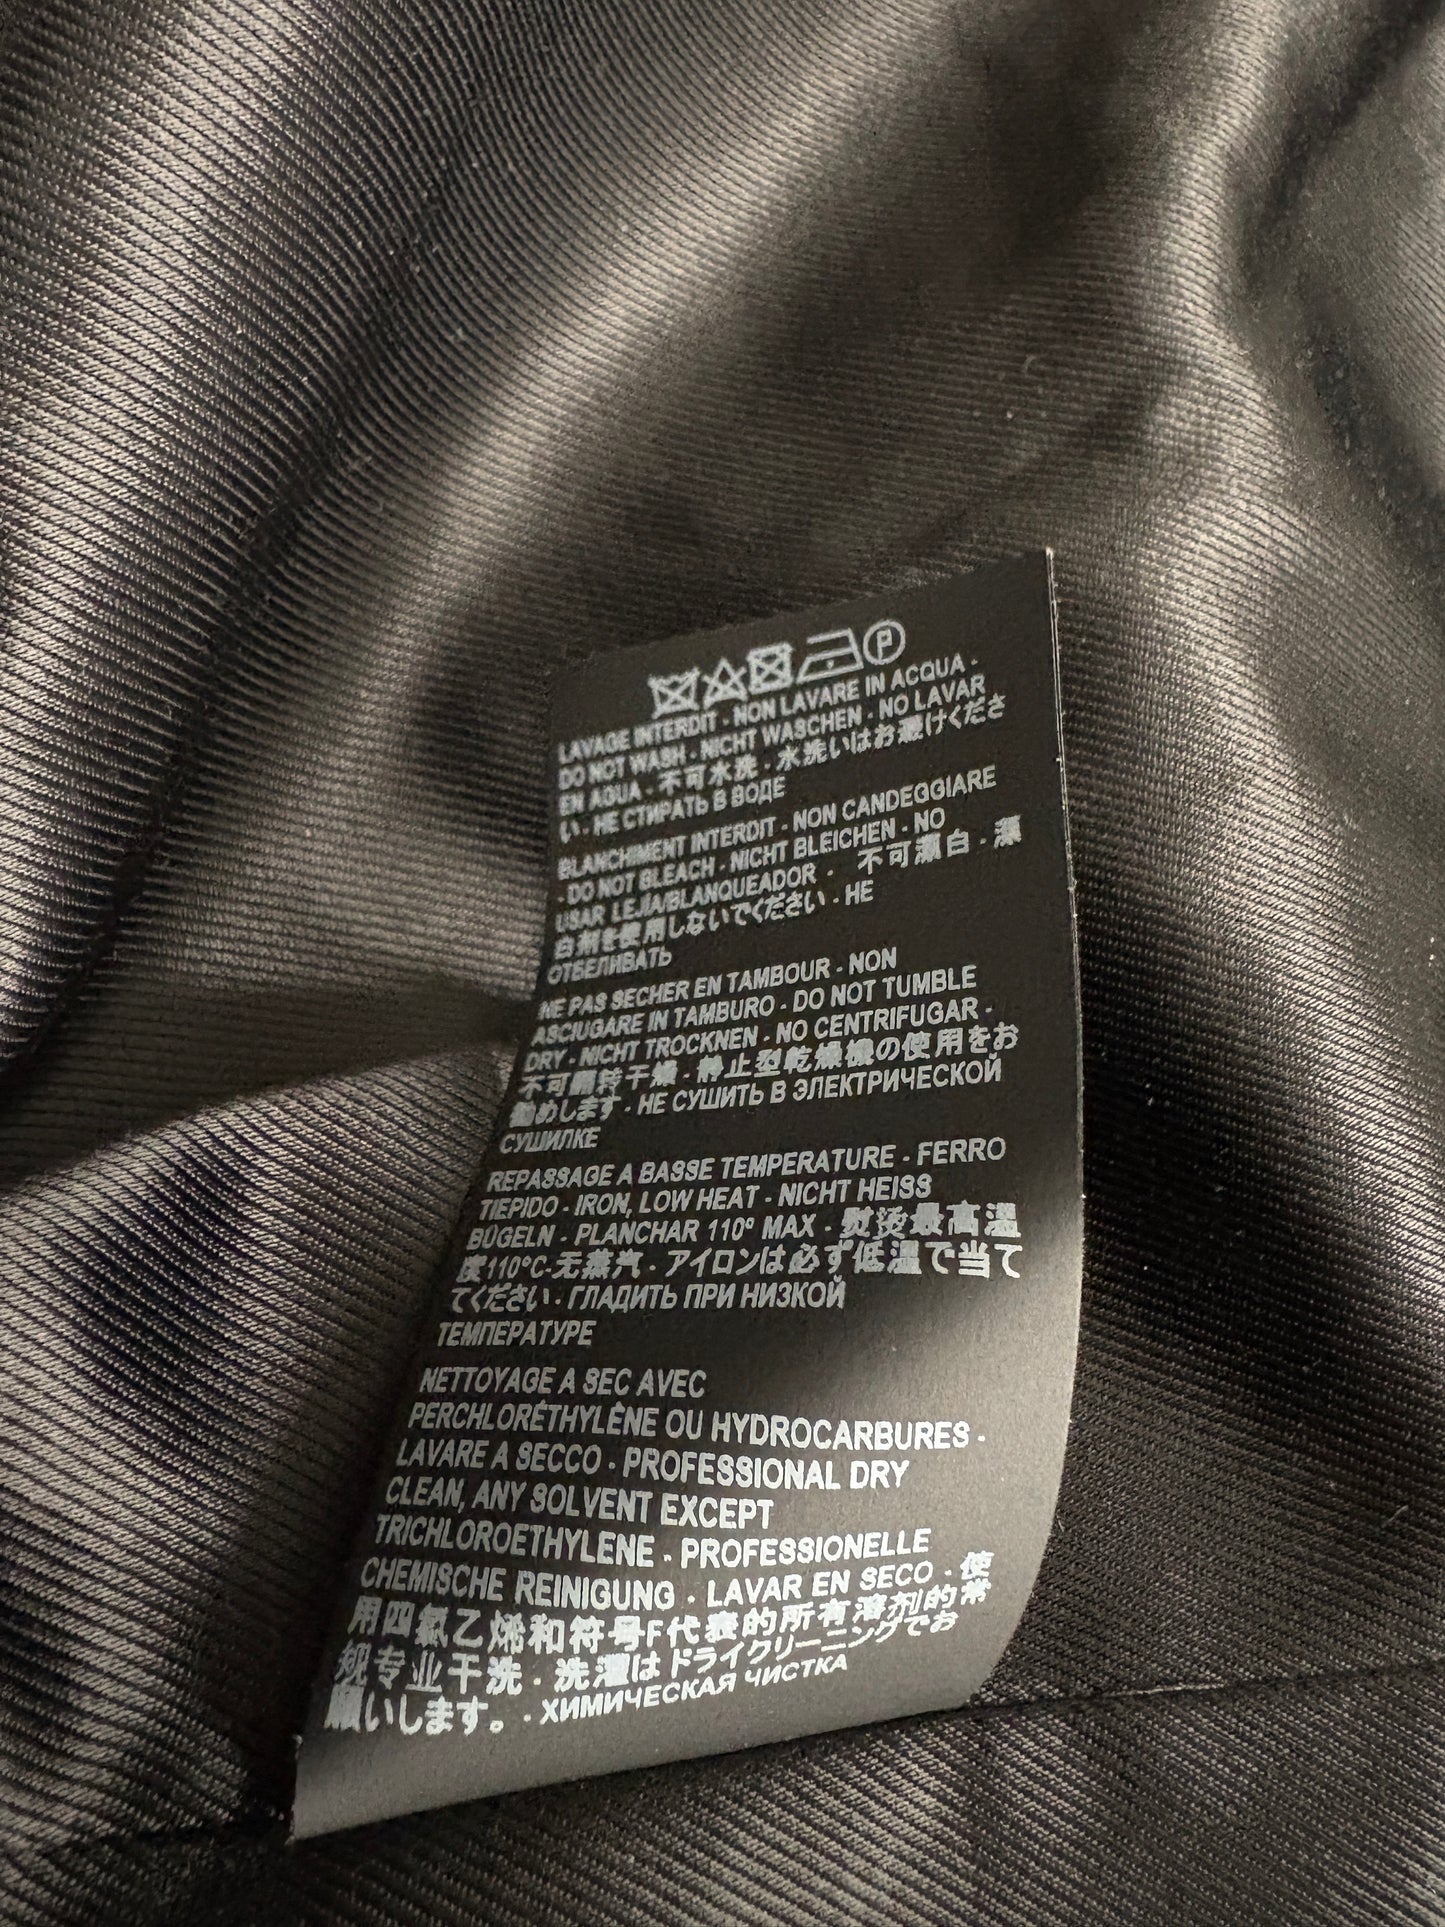 LAVAGE INTERDIT - NON LAVARE IN ACQUA -
DO NOT WASH - NICHT WASCHEN - NO LAVAR
EN AGUA - 不可水洗 - 水洗いはお避けくださ
い - НЕ СТИРАТЬ В ВОДЕ
BLANCHIMENT INTERDIT - NON CANDEGGIARE
- DO NOT BLEACH - NICHT BLEICHEN - NO
USAR LEJIA/BLANQUEADOR - 不可漂白 - 漂
白剤を使用しないでください - НЕ
ОТБЕЛИВАТЬ
NE PAS SECHER EN TAMBOUR - NON
ASCIUGARE IN TAMBURO - DO NOT TUMBLE
DRY - NICHT TROCKNEN - NO CENTRIFUGAR -
不可翻转干燥 - 静止型乾燥機の使用をお
勧めします - НЕ СУШИТЬ В ЭЛЕКТРИЧЕСКОЙ
СУШИЛКЕ
REPASSAGE A BASSE TEMPERATURE - FERRO
TIEPIDO - IRON, LOW HEAT - NICHT HEISS
BÜGELN - PLANCHAR 110º MAX - 熨烫最高温
度110°C-无蒸汽 - アイロンは必ず低温で当て
てください - ГЛАДИТЬ ПРИ НИЗКОЙ
ТЕМПЕРАТУРЕ
NETTOYAGE A SEC AVEC
PERCHLORÉTHYLÈNE OU HYDROCARBURES -
LAVARE A SECCO - PROFESSIONAL DRY
CLEAN, ANY SOLVENT EXCEPT
TRICHLOROETHYLENE - PROFESSIONELLE
CHEMISCHE REINIGUNG - LAVAR EN SECO - 使
用四氯乙烯和符号F代表的所有溶剂的常
规专业干洗 - 洗濯はドライクリーニングでお
願いします。 - ХИМИЧЕСКАЯ ЧИСТКА